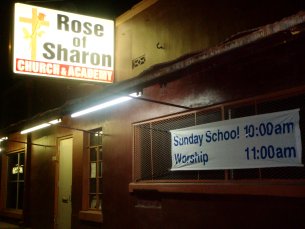 Rose
of
Sharon
CHURCH & ACADEMY
Sunday School 10:00am
Worship 11:00am